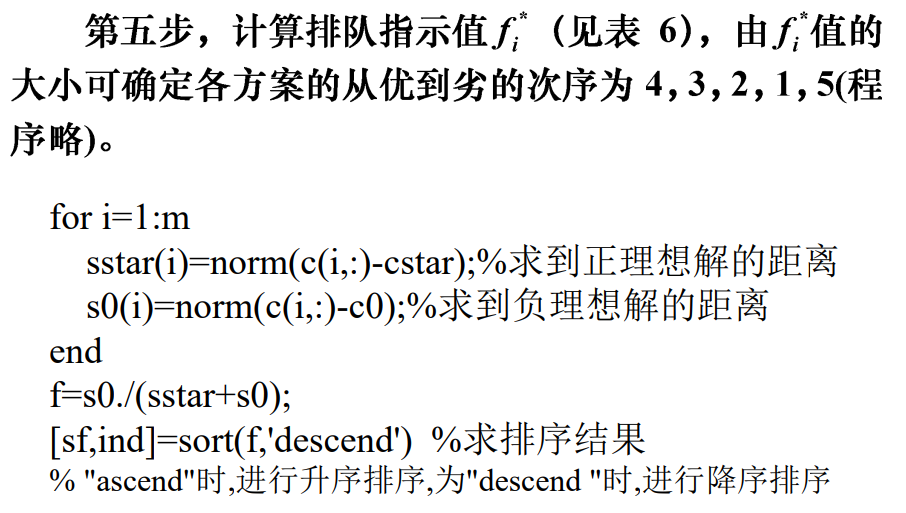 第五步，计算排队指示值 f_i^*（见表 6），由 f_i^* 值的
大小可确定各方案的从优到劣的次序为 4，3，2，1，5(程
序略)。
for i=1:m
sstar(i)=norm(c(i,:)-cstar);%求到正理想解的距离
s0(i)=norm(c(i,:)-c0);%求到负理想解的距离
end
f=s0./(sstar+s0);
[sf,ind]=sort(f,'descend') %求排序结果
% "ascend"时,进行升序排序,为"descend "时,进行降序排序